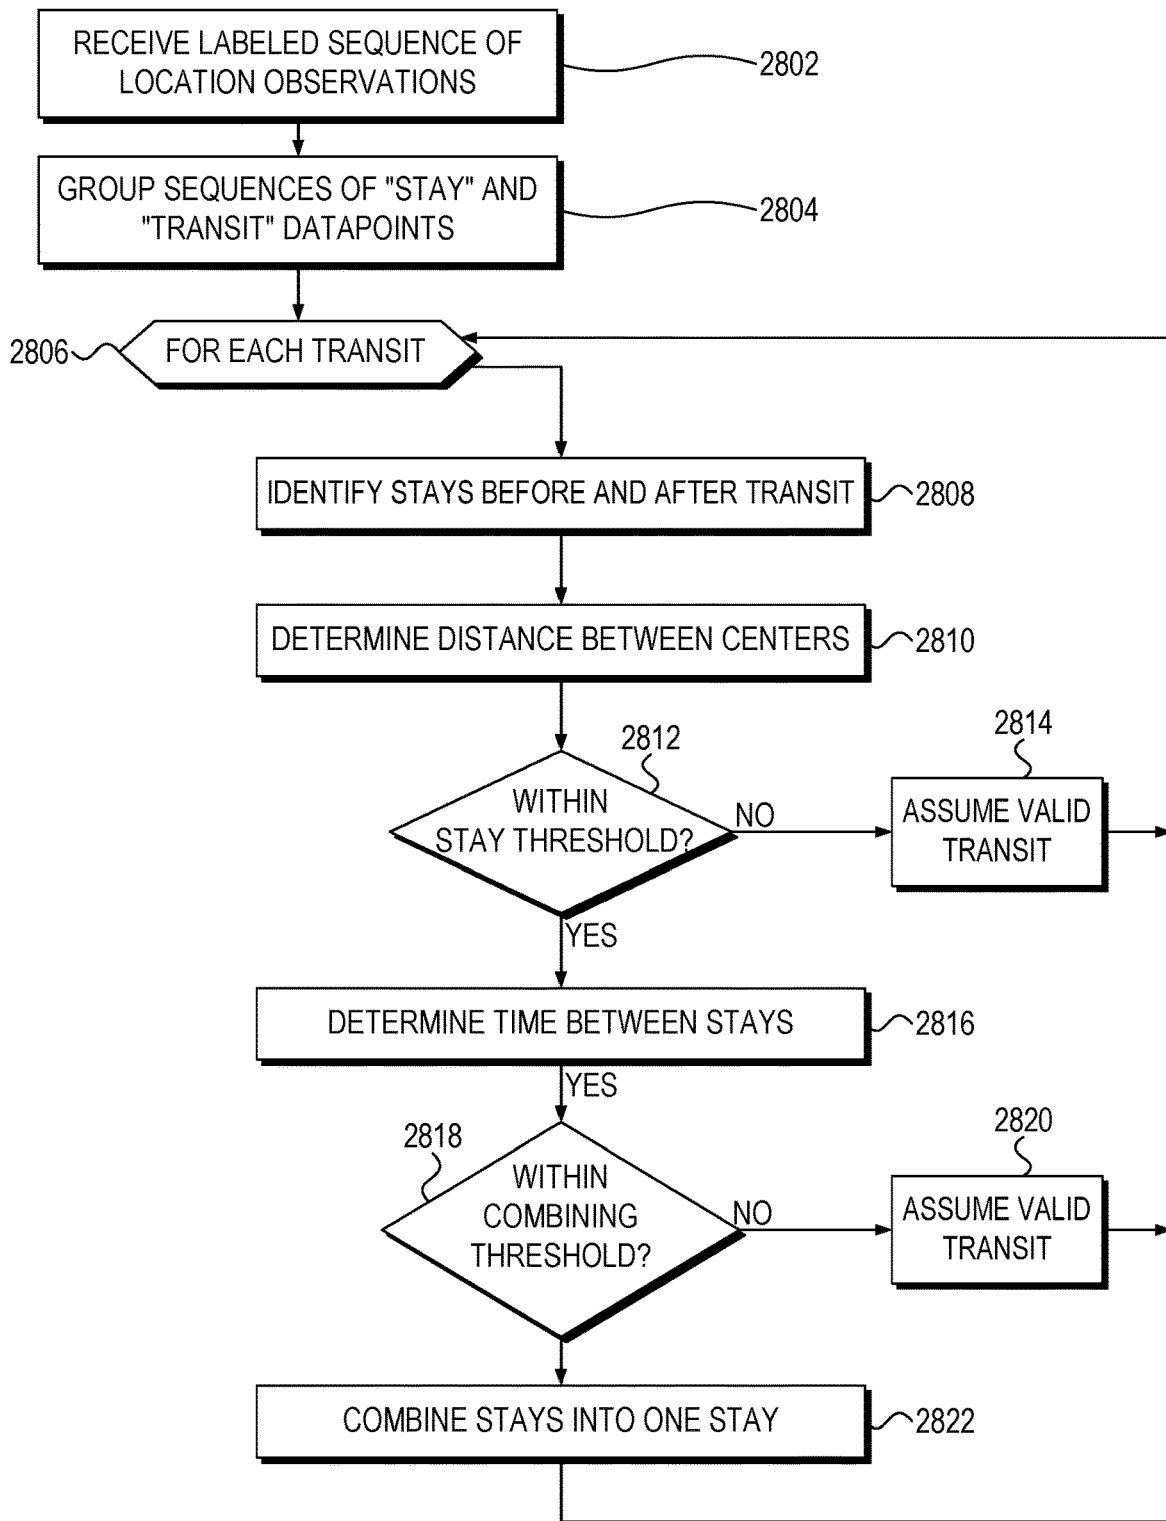 RECEIVE LABELED SEQUENCE OF
LOCATION OBSERVATIONS
2802
GROUP SEQUENCES OF "STAY" AND
"TRANSIT" DATAPOINTS
2804
2806
FOR EACH TRANSIT
IDENTIFY STAYS BEFORE AND AFTER TRANSIT
2808
DETERMINE DISTANCE BETWEEN CENTERS
2810
2812
WITHIN
STAY THRESHOLD?
NO
2814
ASSUME VALID
TRANSIT
YES
DETERMINE TIME BETWEEN STAYS
2816
YES
2818
WITHIN
COMBINING
THRESHOLD?
NO
2820
ASSUME VALID
TRANSIT
COMBINE STAYS INTO ONE STAY
2822